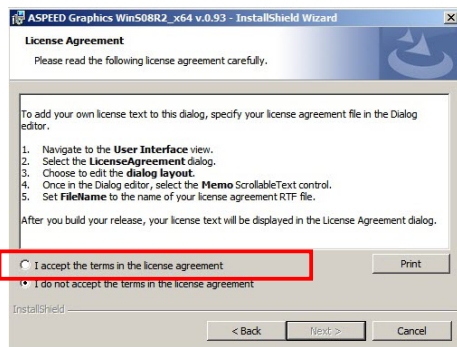 ASPEED Graphics WinS08R2_x64 v.0.93 - InstallShield Wizard
License Agreement
Please read the following license agreement carefully.
To add your own license text to this dialog, specify your license agreement file in the Dialog
editor.
1. Navigate to the User Interface view.
2. Select the LicenseAgreement dialog.
3. Choose to edit the dialog layout.
4. Once in the Dialog editor, select the Memo ScrollableText control.
5. Set FileName to the name of your license agreement RTF file.
After you build your release, your license text will be displayed in the License Agreement dialog.
I accept the terms in the license agreement
Print
I do not accept the terms in the license agreement
InstallShield
< Back
Next >
Cancel